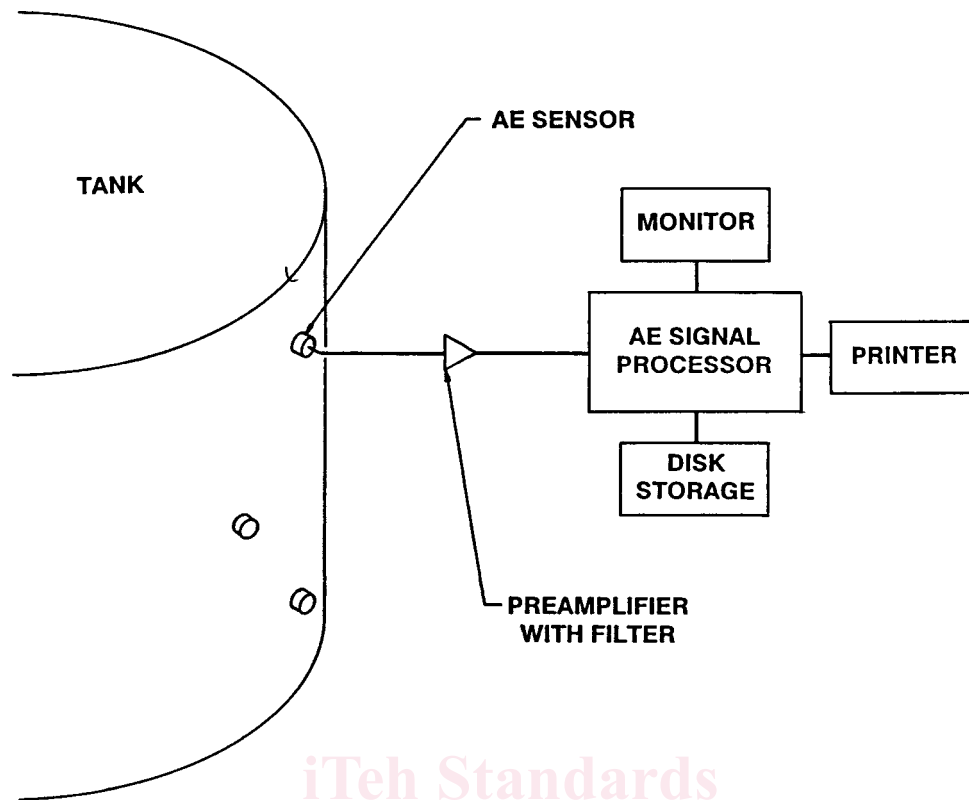 AE SENSOR
TANK
MONITOR
AE SIGNAL
PROCESSOR
PRINTER
DISK
STORAGE
PREAMPLIFIER
WITH FILTER
iTeh Standards